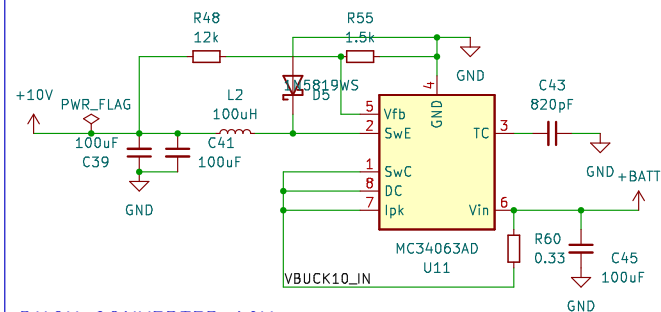 R48
12k
R55
1.5k
GND
1N5819WS
D5
+10V
PWR_FLAG
L2
100uH
C43
820pF
4
GND
5
Vfb
2
SwE
TC
3
100uF
C39
C41
100uF
GND
GND
+BATT
1
SwC
8
DC
7
Ipk
Vin
6
MC34063AD
U11
R60
0.33
C45
100uF
VBUCK10_IN
GND